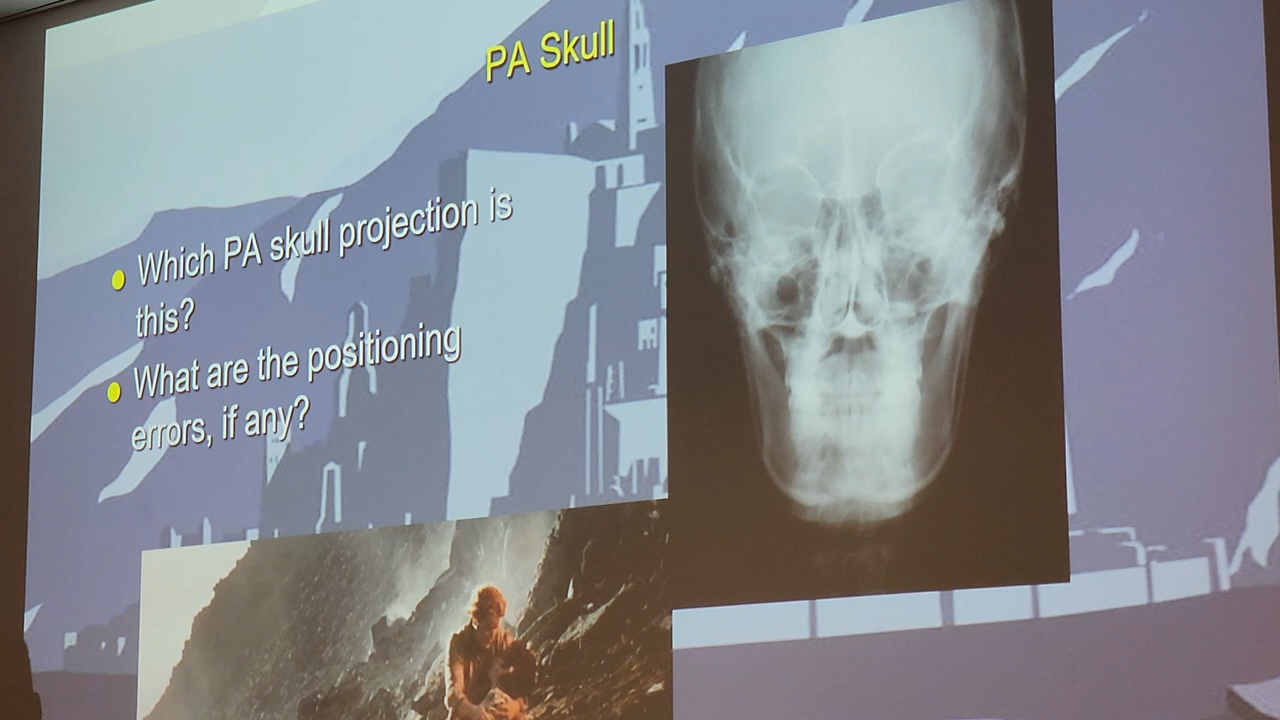 PA Skull
Which PA skull projection is
this?
What are the positioning
errors, if any?